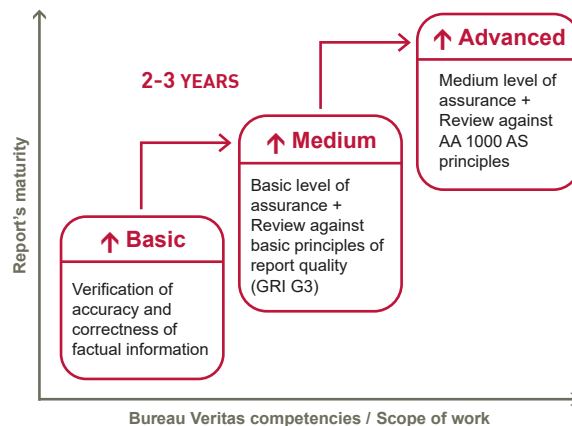 ↑ Advanced
Medium level of
assurance +
Review against
AA 1000 AS
principles
2-3 YEARS
↑ Medium
Basic level of
assurance +
Review against
basic principles of
report quality
(GRI G3)
↑ Basic
Verification of
accuracy and
correctness of
factual information
Report's maturity
Bureau Veritas competencies / Scope of work